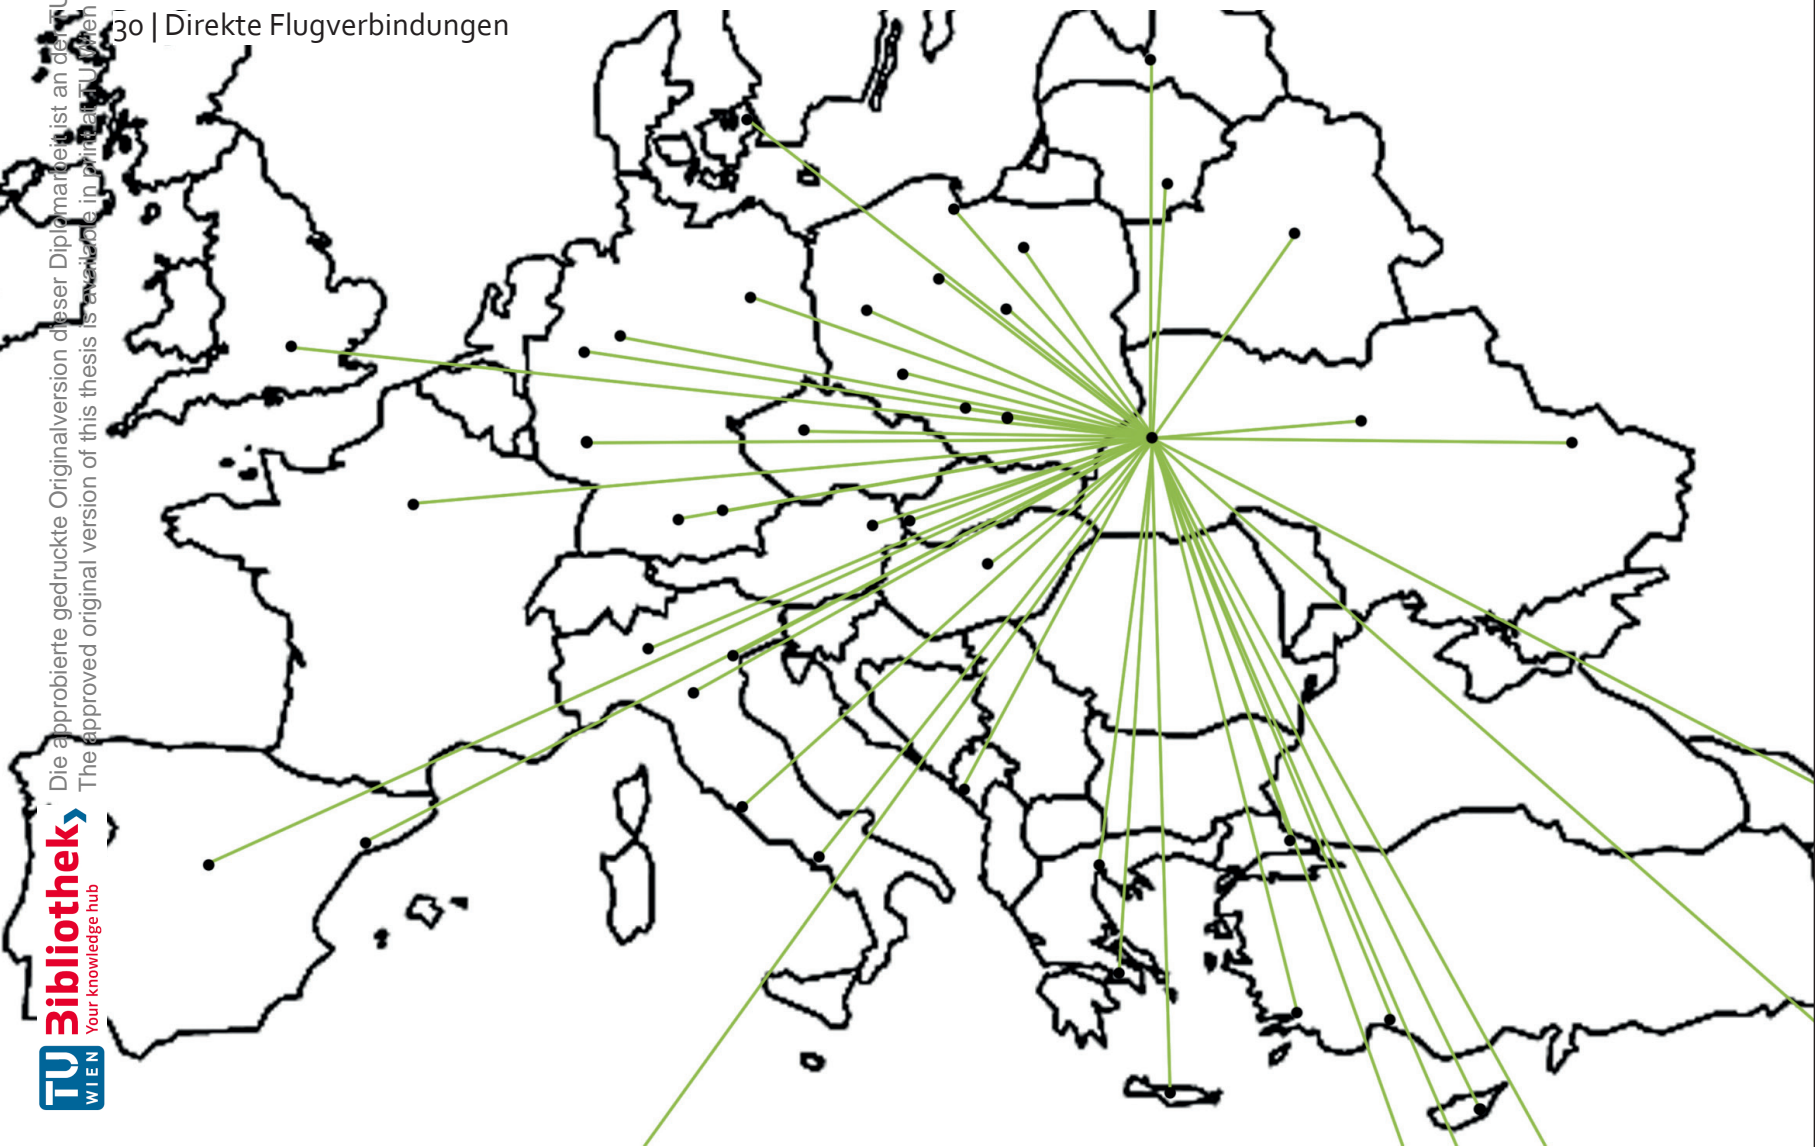 30 | Direkte Flugverbindungen
Die approbierte gedruckte Originalversion dieser Diplomarbeit ist an der TU
The approved original version of this thesis is available in print at TU Wien
TU
WIEN
Bibliothek
Your knowledge hub